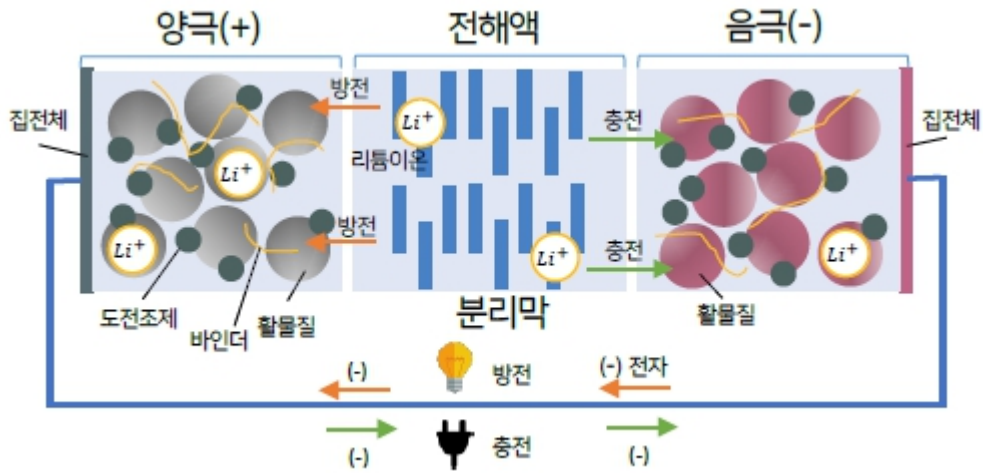 양극(+)
전해액
음극(-)
집전체
방전
Li⁺
리튬이온
충전
집전체
Li⁺
방전
Li⁺
Li⁺
충전
Li⁺
도전조제
바인더
활물질
분리막
활물질
(-)
방전
(-) 전자
(-)
충전
(-)